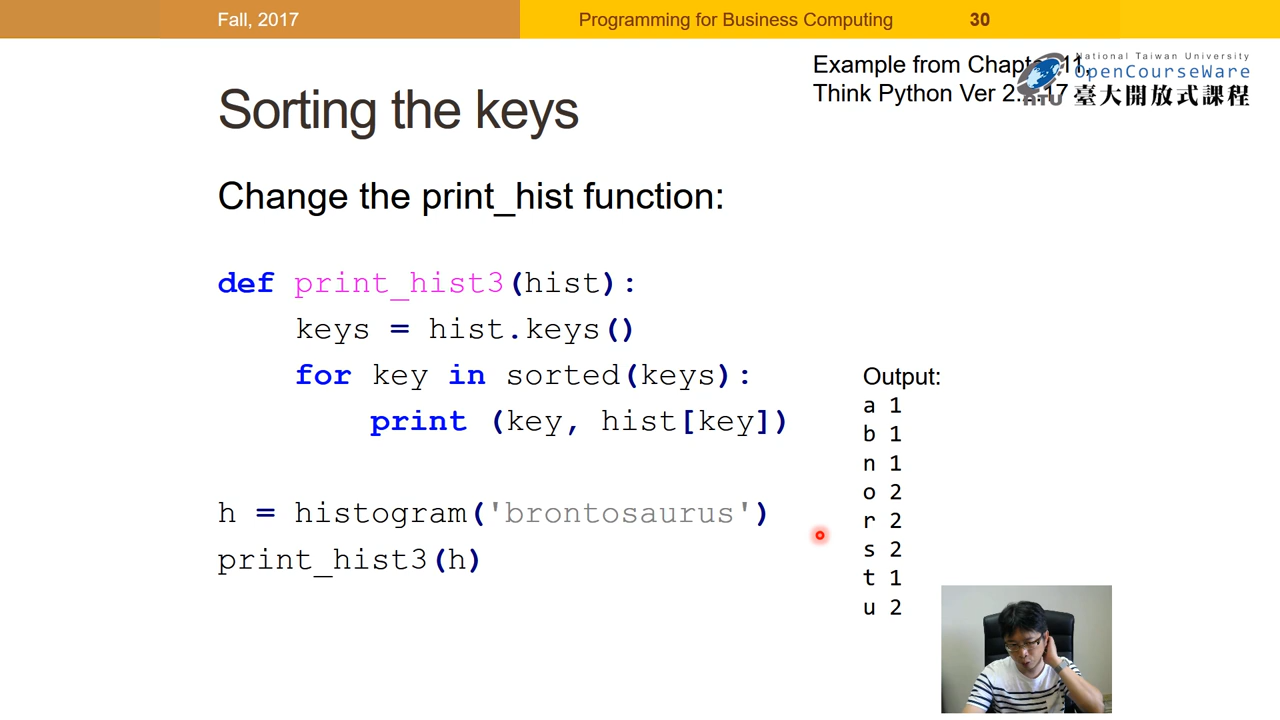 Fall, 2017
Programming for Business Computing 30
Example from Chapte 11,
Think Python Ver 2. .17
National Taiwan University
OpenCourseWare
NTU 臺大開放式課程
Sorting the keys
Change the print_hist function:
def print_hist3(hist):
keys = hist.keys()
for key in sorted(keys):
print (key, hist[key])
h = histogram('brontosaurus')
print_hist3(h)
Output:
a 1
b 1
n 1
o 2
r 2
s 2
t 1
u 2